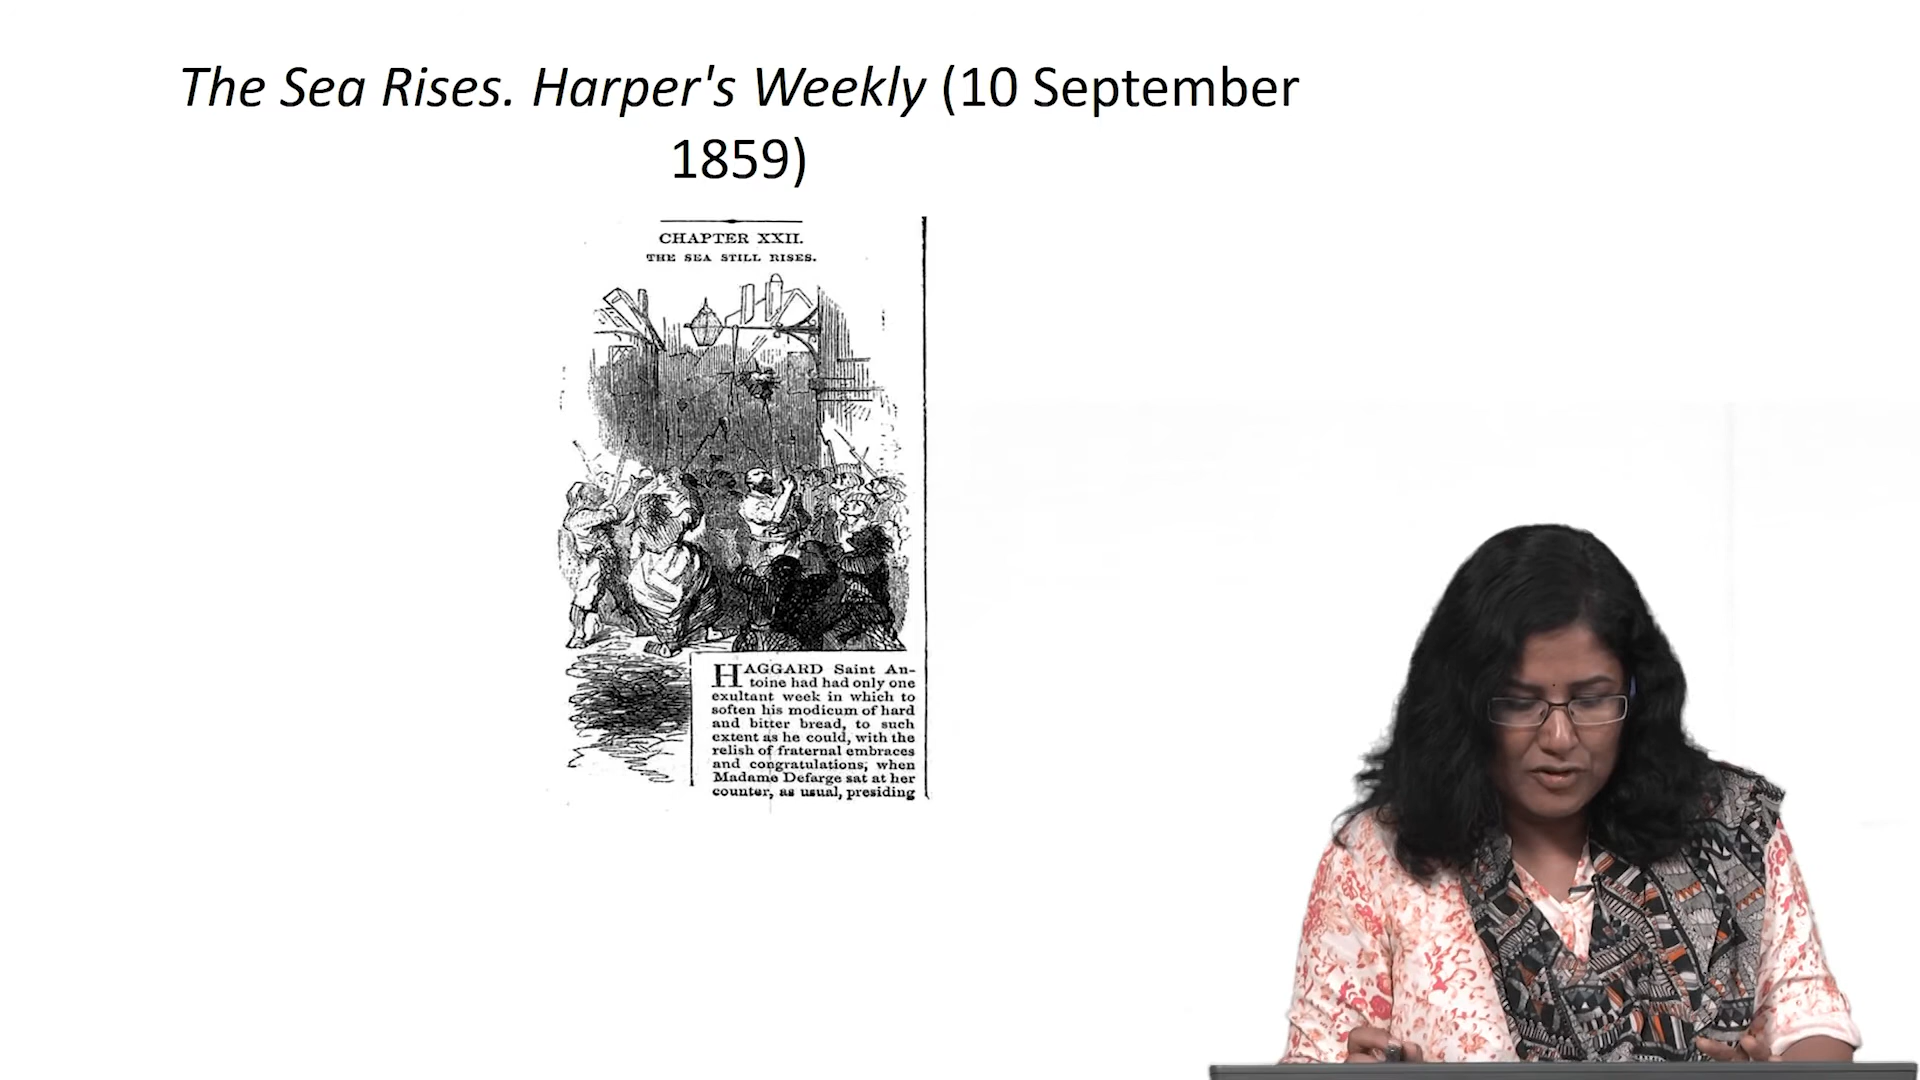 The Sea Rises. Harper's Weekly (10 September
1859)
CHAPTER XXII.
THE SEA STILL RISES.
HAGGARD Saint An-
toine had had only one
exultant week in which to
soften his modicum of hard
and bitter bread, to such
extent as he could, with the
relish of fraternal embraces
and congratulations, when
Madame Defarge sat at her
counter, as usual, presiding